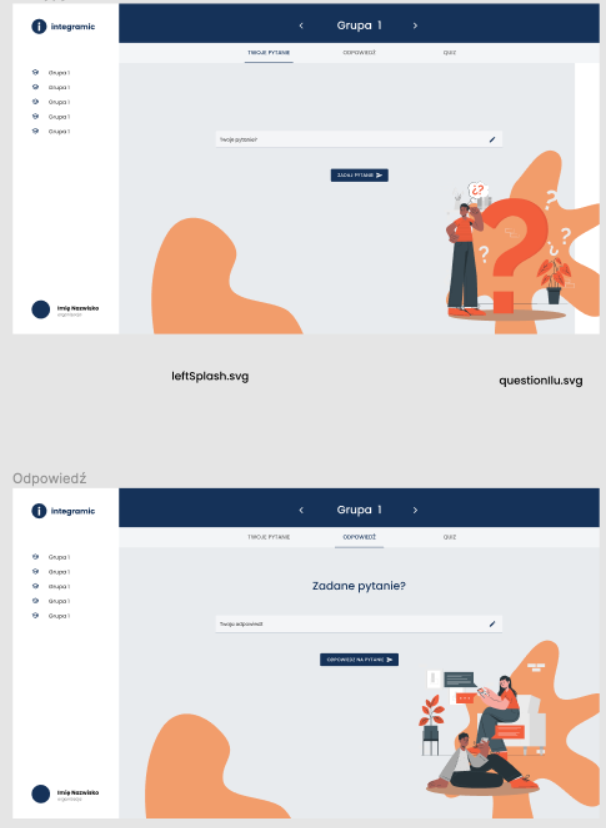 integramic
Grupa 1
TWOJE PYTANIE
ODPOWIEDŹ
QUIZ
Grupa 1
Grupa 1
Grupa 1
Grupa 1
Grupa 1
Twoje pytanie?
ZADAJ PYTANIE
¿?
?
?
?
¿?
Imię Nazwisko
organizacja
leftSplash.svg
questionIlu.svg
Odpowiedź
integramic
Grupa 1
TWOJE PYTANIE
ODPOWIEDŹ
QUIZ
Grupa 1
Grupa 1
Grupa 1
Grupa 1
Grupa 1
Zadane pytanie?
Twoja odpowiedź
ODPOWIEDZ NA PYTANIE
Imię Nazwisko
organizacja